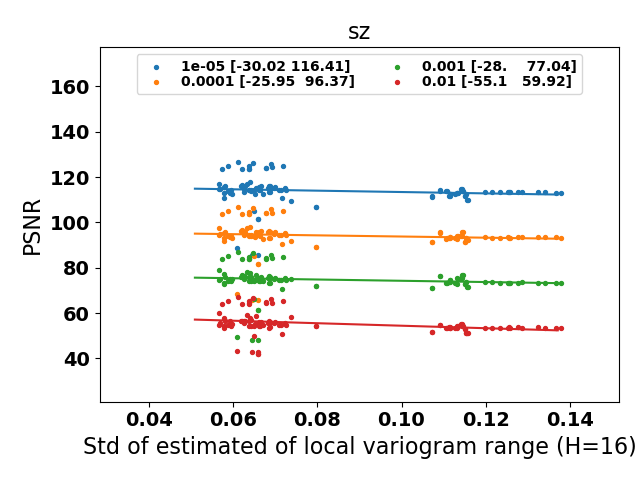 sz
1e-05 [-30.02 116.41]
0.0001 [-25.95  96.37]
0.001 [-28.    77.04]
0.01 [-55.1   59.92]
PSNR
160
140
120
100
80
60
40
0.04 0.06 0.08 0.10 0.12 0.14
Std of estimated of local variogram range (H=16)